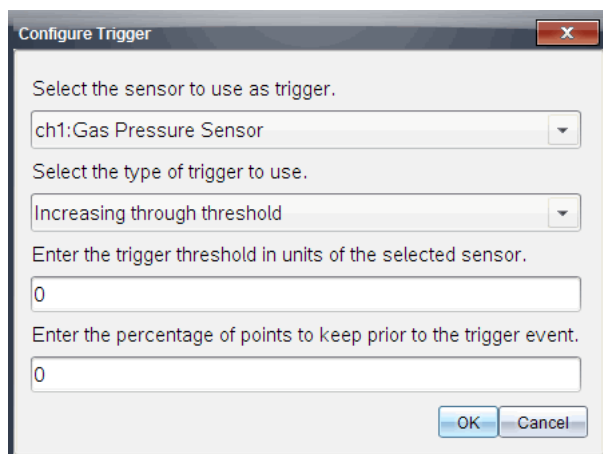 Configure Trigger
Select the sensor to use as trigger.
ch1:Gas Pressure Sensor
Select the type of trigger to use.
Increasing through threshold
Enter the trigger threshold in units of the selected sensor.
0
Enter the percentage of points to keep prior to the trigger event.
0
OK Cancel